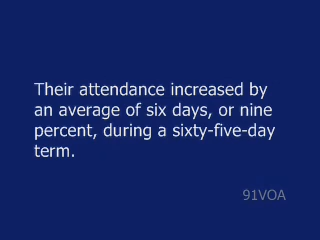 Their attendance increased by
an average of six days, or nine
percent, during a sixty-five-day
term.
91VOA